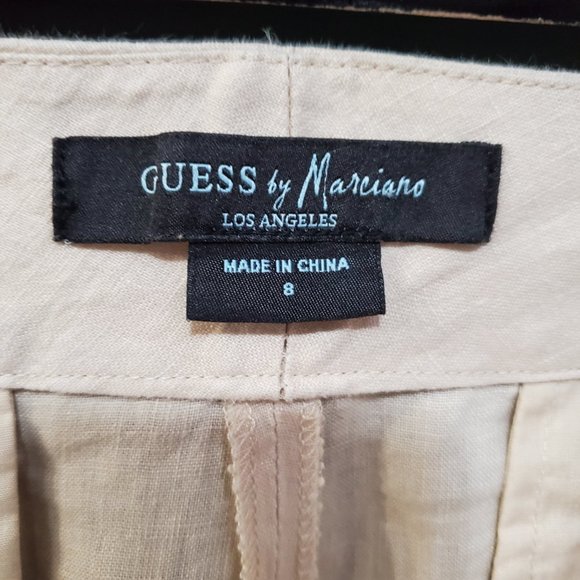 GUESS by Marciano
LOS ANGELES
MADE IN CHINA
8